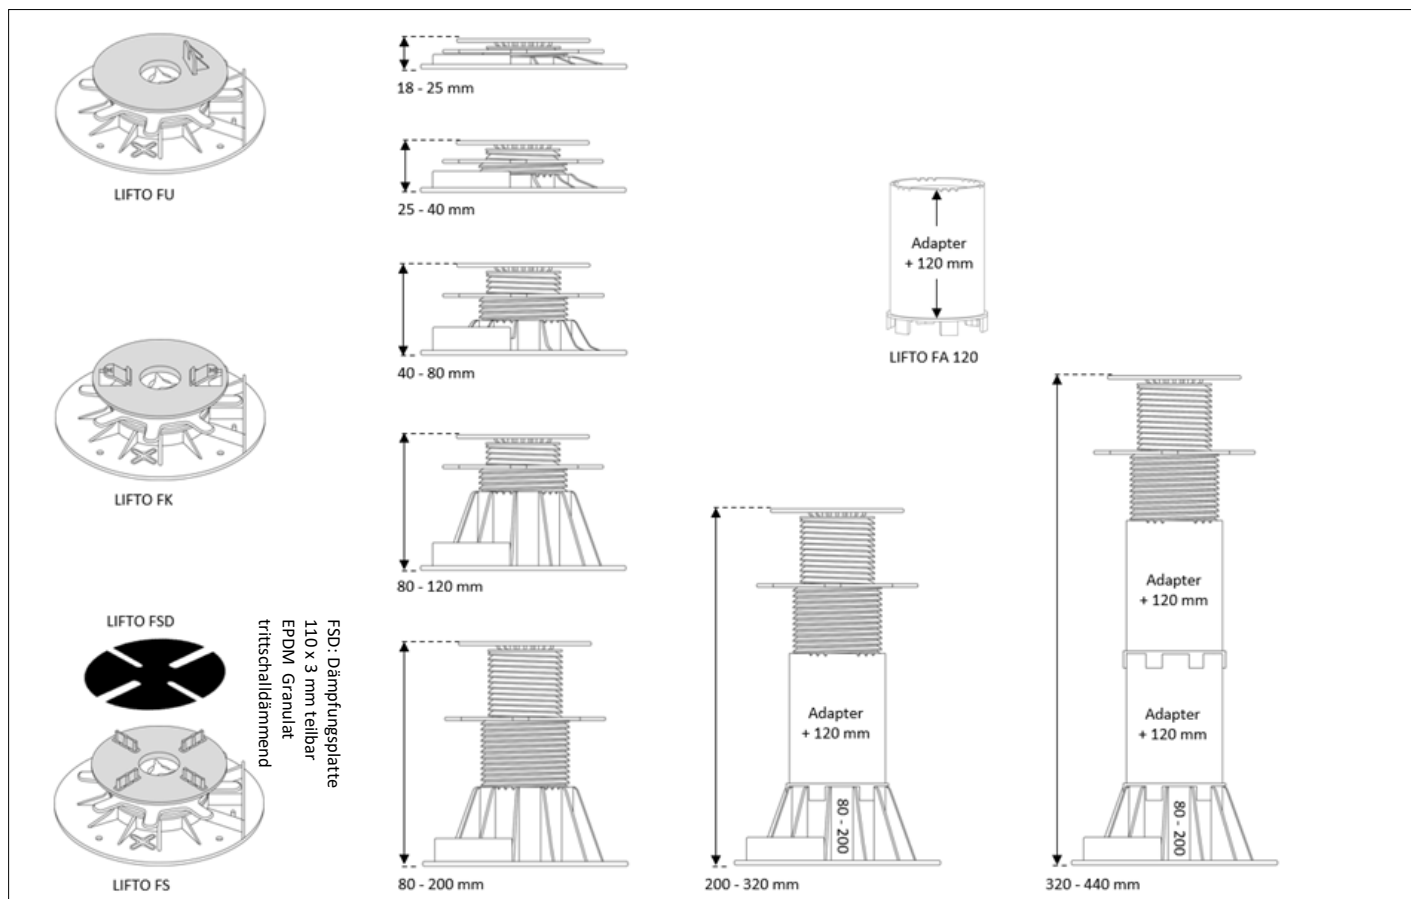 LIFTO FU
LIFTO FK
LIFTO FSD
FSD: Dämpfungsplatte
110 x 3 mm teilbar
EPDM Granulat
trittschalldämmend
LIFTO FS
18 - 25 mm
25 - 40 mm
40 - 80 mm
80 - 120 mm
80 - 200 mm
Adapter
+ 120 mm
LIFTO FA 120
Adapter
+ 120 mm
80 - 200
200 - 320 mm
Adapter
+ 120 mm
Adapter
+ 120 mm
80 - 200
320 - 440 mm